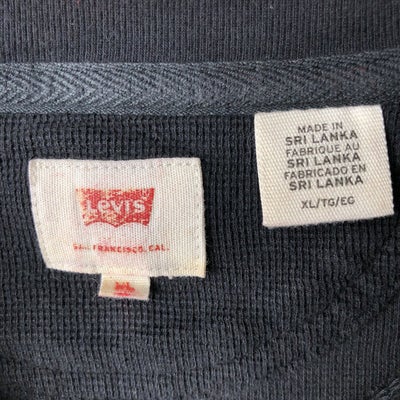 Levi's
SAN FRANCISCO, CAL.
XL
MADE IN
SRI LANKA
FABRIQUÉ AU
SRI LANKA
FABRICADO EN
SRI LANKA
XL/TG/EG